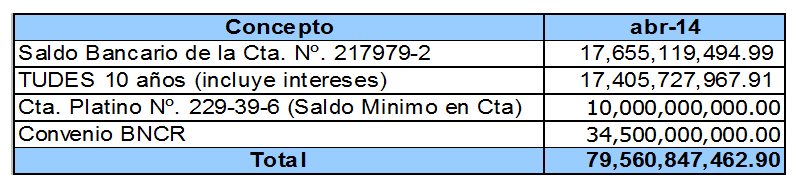 Concepto abr-14
Saldo Bancario de la Cta. Nº. 217979-2 17,655,119,494.99
TUDES 10 años (incluye intereses) 17,405,727,967.91
Cta. Platino Nº. 229-39-6 (Saldo Minimo en Cta) 10,000,000,000.00
Convenio BNCR 34,500,000,000.00
Total 79,560,847,462.90